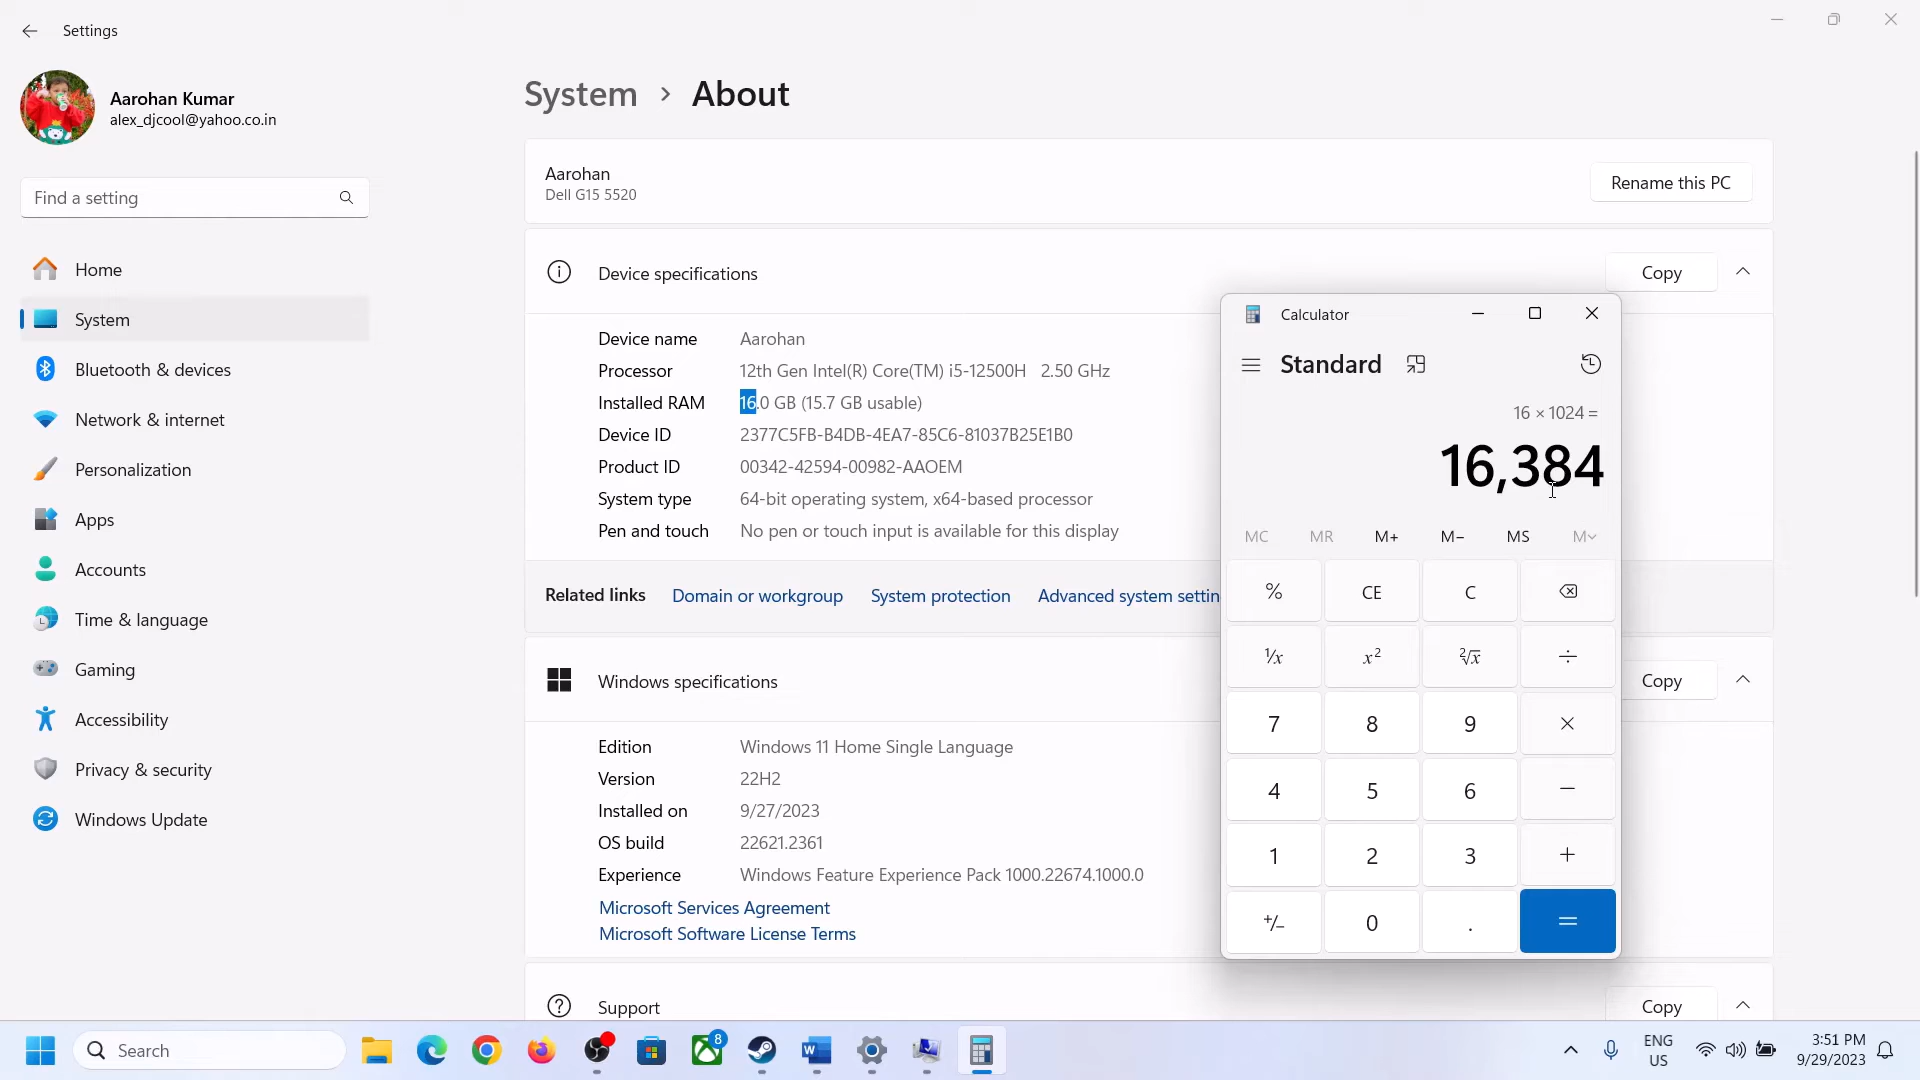 Settings
Aarohan Kumar
alex_djcool@yahoo.co.in
Find a setting
Home
System
Bluetooth & devices
Network & internet
Personalization
Apps
Accounts
Time & language
Gaming
Accessibility
Privacy & security
Windows Update
System > About
Aarohan
Dell G15 5520
Rename this PC
Device specifications
Copy
Device name Aarohan
Processor 12th Gen Intel(R) Core(TM) i5-12500H 2.50 GHz
Installed RAM 16.0 GB (15.7 GB usable)
Device ID 2377C5FB-B4DB-4EA7-85C6-81037B25E1B0
Product ID 00342-42594-00982-AAOEM
System type 64-bit operating system, x64-based processor
Pen and touch No pen or touch input is available for this display
Related links Domain or workgroup System protection Advanced system settin
Windows specifications
Copy
Edition Windows 11 Home Single Language
Version 22H2
Installed on 9/27/2023
OS build 22621.2361
Experience Windows Feature Experience Pack 1000.22674.1000.0
Microsoft Services Agreement
Microsoft Software License Terms
Support
Copy
Calculator
Standard
16 × 1024 =
16,384
MC MR M+ M− MS M
% CE C
⅟x x² ²√x ÷
7 8 9 ×
4 5 6 −
1 2 3 +
+/− 0 . =
Search
8
W
ENG
US
3:51 PM
9/29/2023